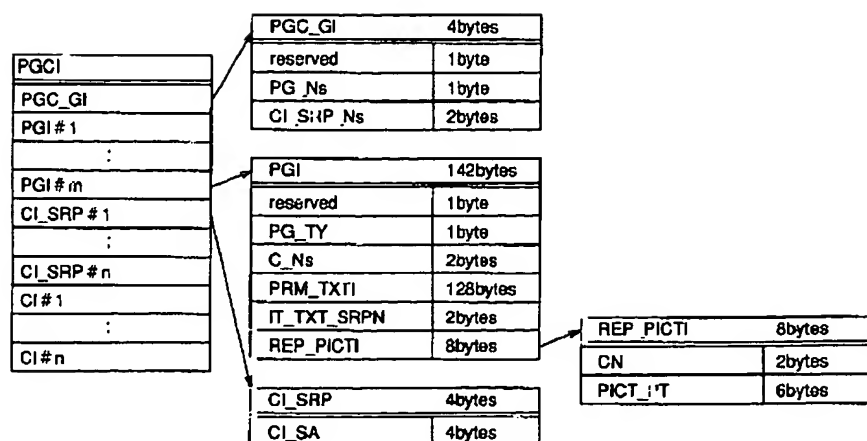 PGCI
PGC_GI
PGI # 1
:
PGI # m
CI_SRP # 1
:
CI_SRP # n
CI # 1
:
CI # n
PGC_GI 4bytes
reserved 1byte
PG_Ns 1byte
CI_SRP_Ns 2bytes
PGI 142bytes
reserved 1byte
PG_TY 1byte
C_Ns 2bytes
PRM_TXTI 128bytes
IT_TXT_SRPN 2bytes
REP_PICTI 8bytes
REP_PICTI 8bytes
CN 2bytes
6bytes
CI_SRP 4bytes
CI_SA 4bytes